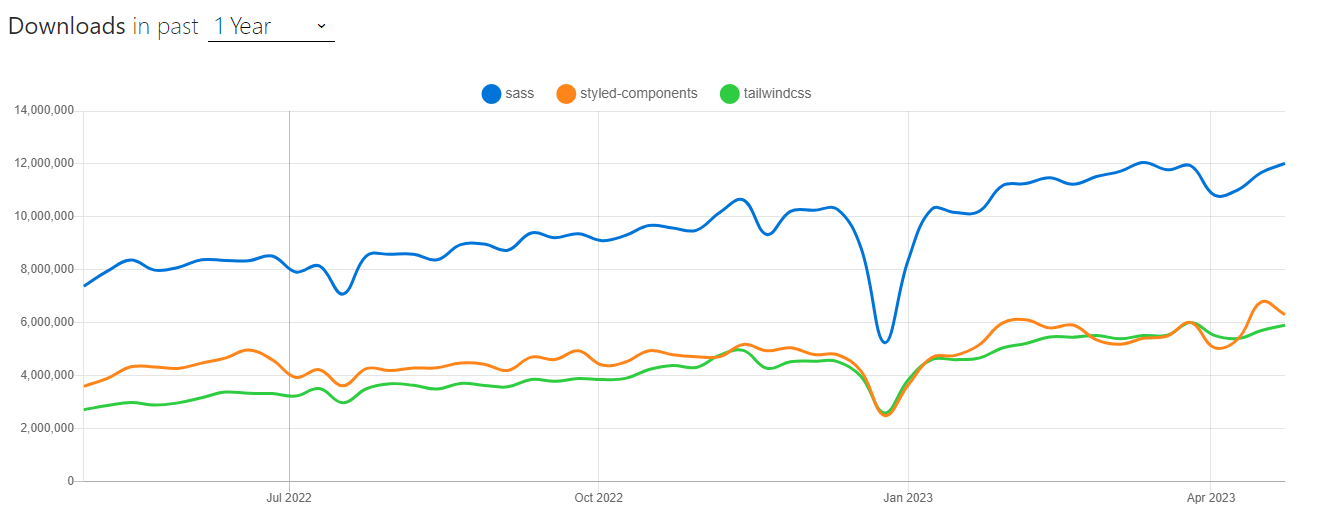 Downloads in past 1 Year
sass styled-components tailwindcss
14,000,000
12,000,000
10,000,000
8,000,000
6,000,000
4,000,000
2,000,000
0
Jul 2022 Oct 2022 Jan 2023 Apr 2023